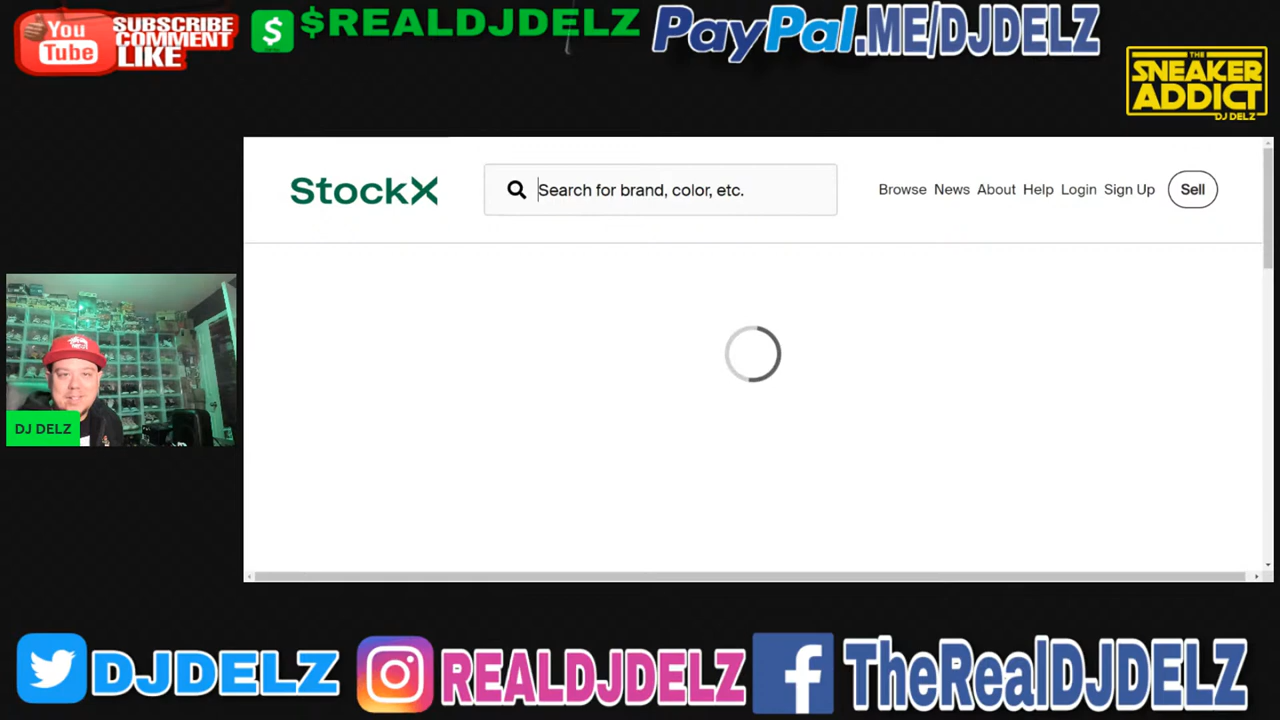 You
Tube
SUBSCRIBE
COMMENT
LIKE
$ $REALDJDELZ
PayPal.ME/DJDELZ
THE
SNEAKER
ADDICT
DJ DELZ
StockX
Search for brand, color, etc.
Browse News About Help Login Sign Up Sell
DJ DELZ
DJDELZ
REALDJDELZ
f TheRealDJDELZ